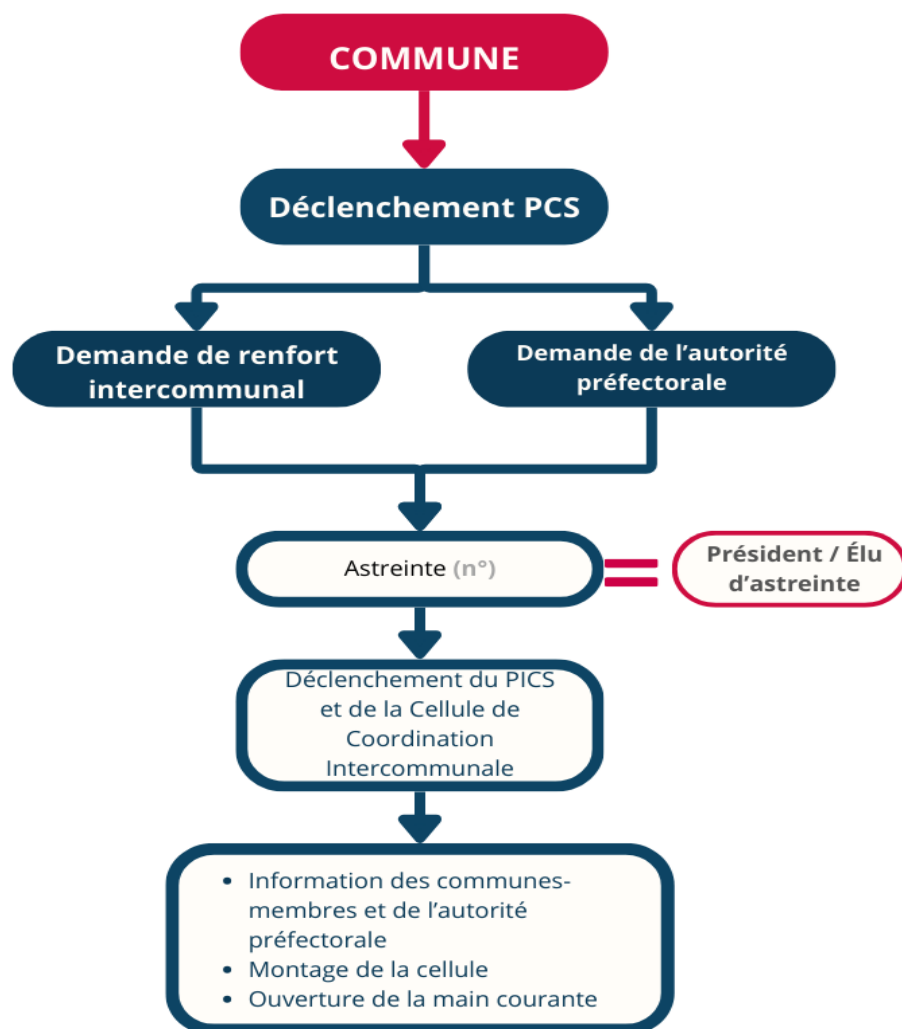 COMMUNE
Déclenchement PCS
Demande de renfort
intercommunal
Demande de l’autorité
préfectorale
Astreinte (n°)
Président / Élu
d’astreinte
Déclenchement du PICS
et de la Cellule de
Coordination
Intercommunale
• Information des communes-
membres et de l’autorité
préfectorale
• Montage de la cellule
• Ouverture de la main courante